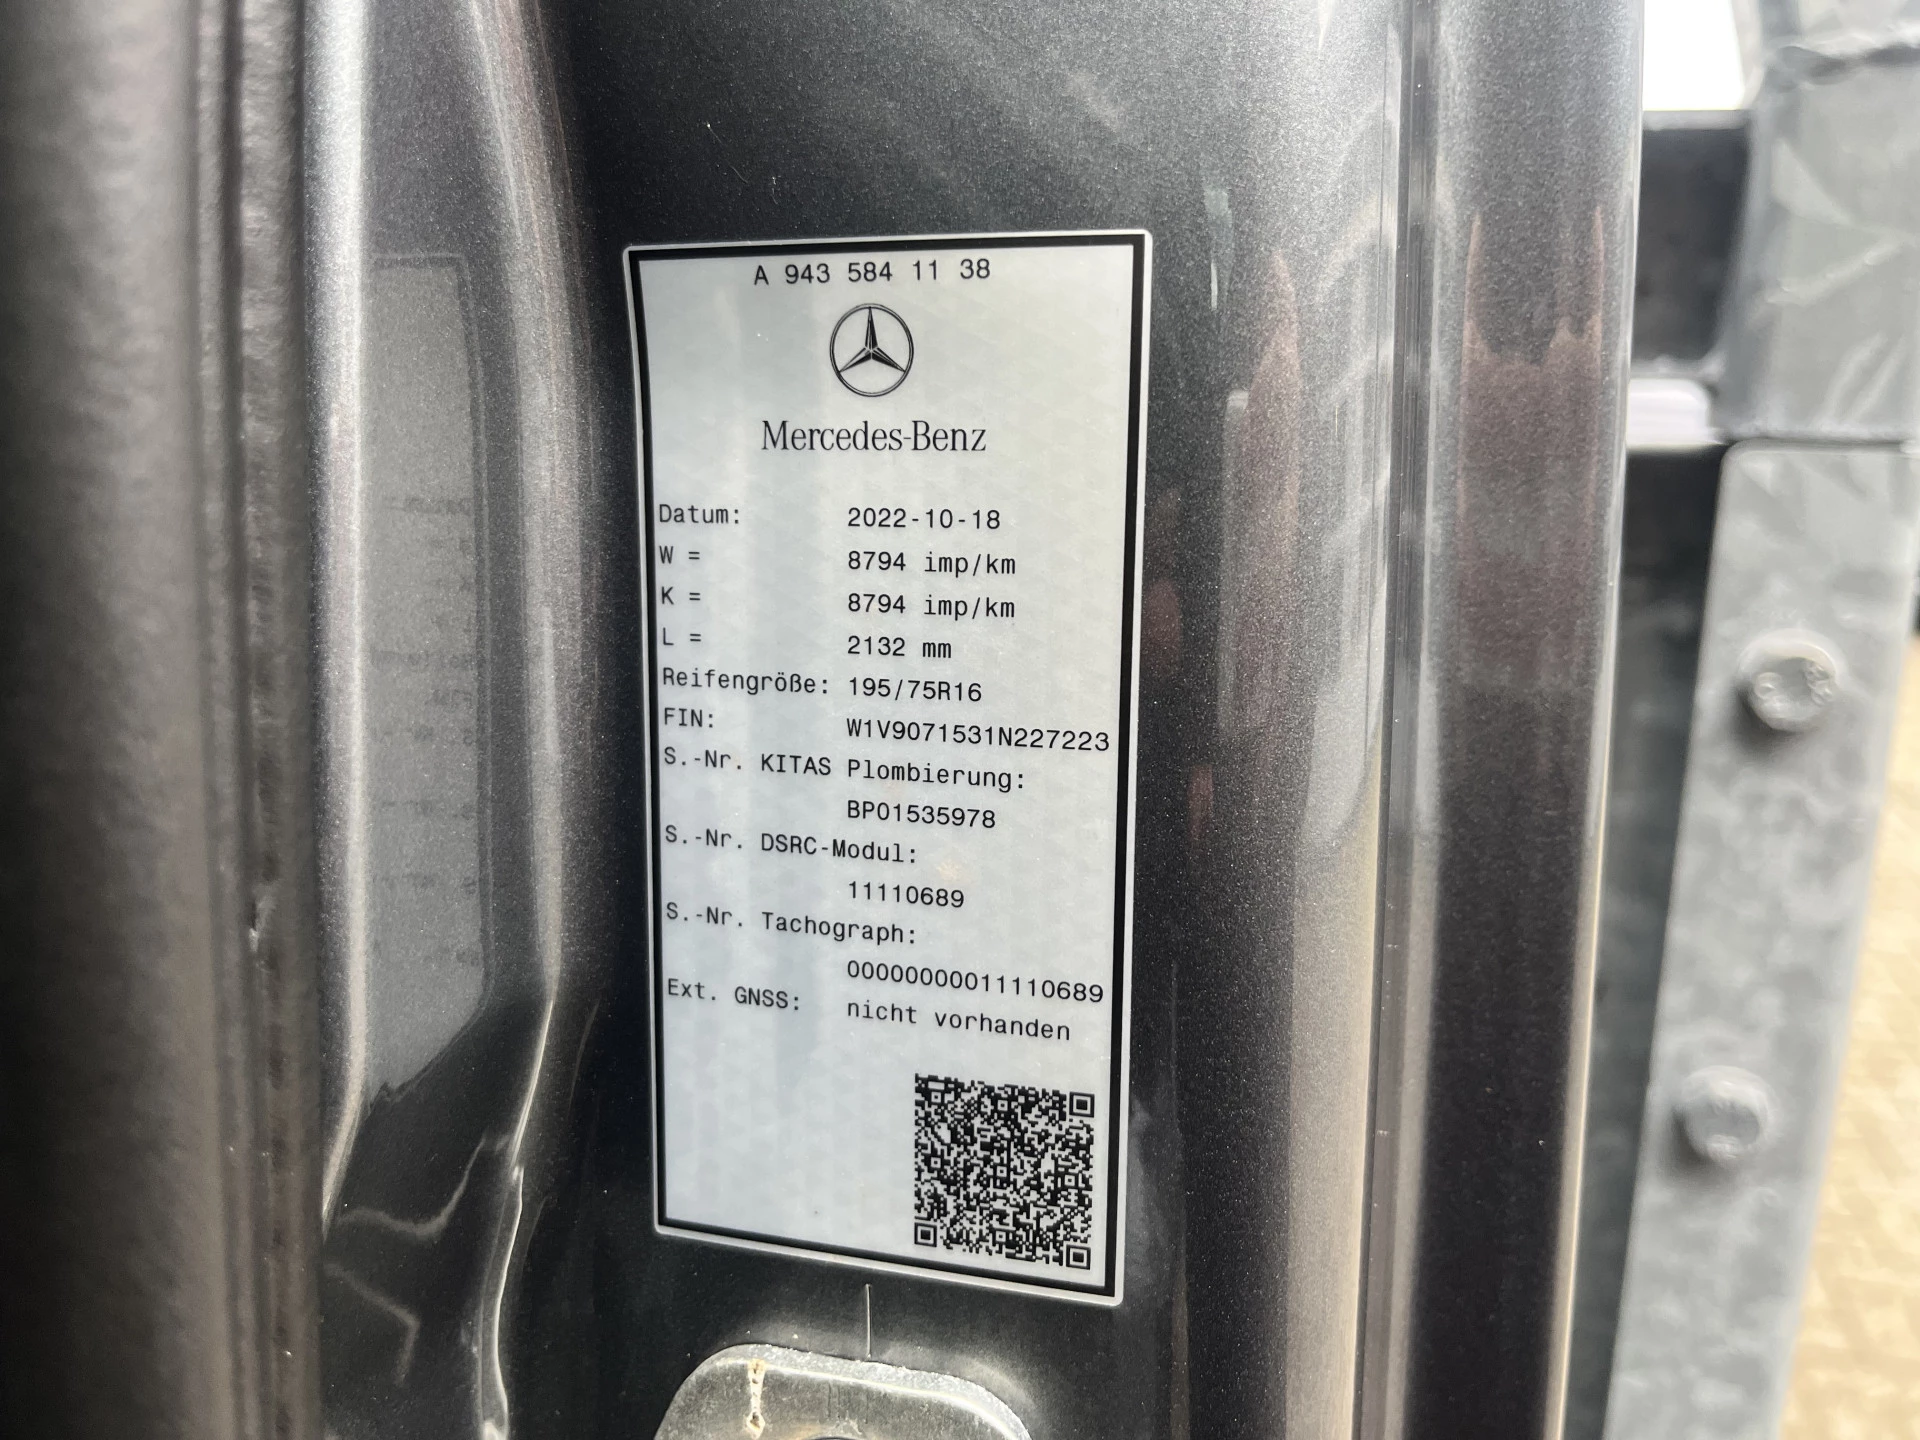 A 943 584 11 38
Mercedes-Benz
Datum: 2022-10-18
W = 8794 imp/km
K = 8794 imp/km
L = 2132 mm
Reifengröße: 195/75R16
FIN: W1V9071531N227223
S.-Nr. KITAS Plombierung:
BP01535978
S.-Nr. DSRC-Modul:
11110689
S.-Nr. Tachograph:
0000000011110689
Ext. GNSS: nicht vorhanden